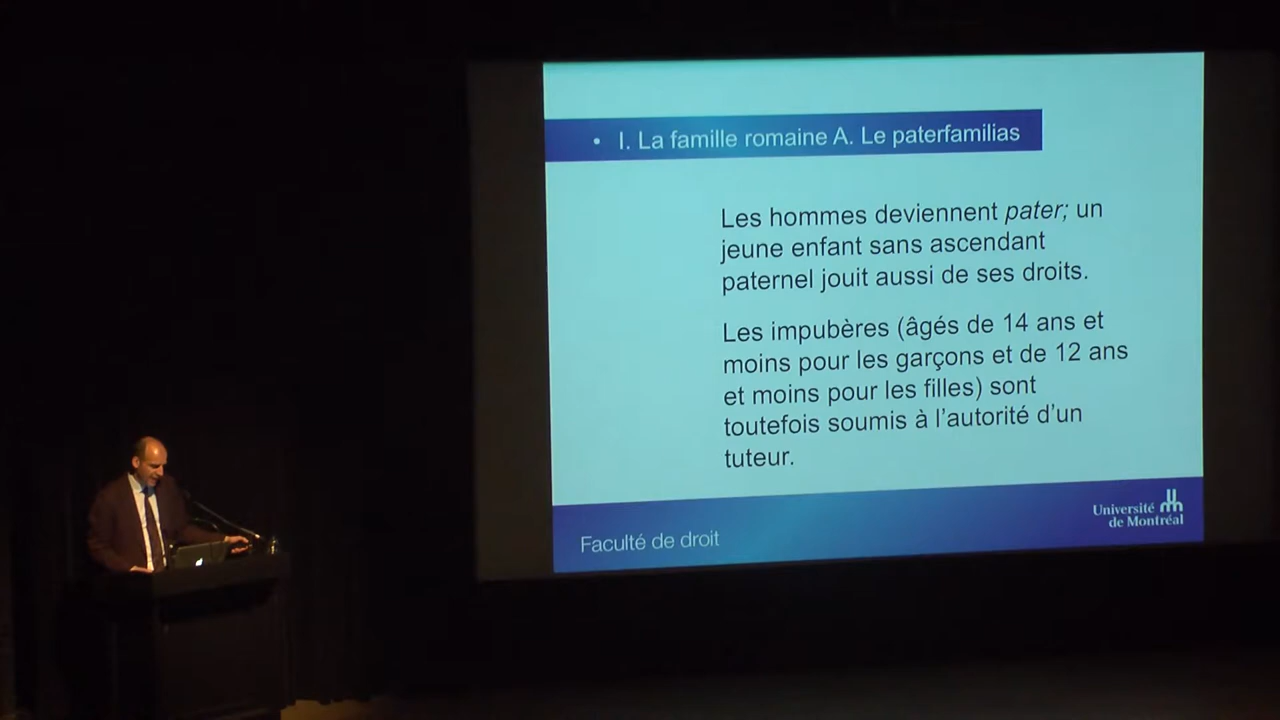 • I. La famille romaine A. Le paterfamilias
Les hommes deviennent pater; un
jeune enfant sans ascendant
paternel jouit aussi de ses droits.
Les impubères (âgés de 14 ans et
moins pour les garçons et de 12 ans
et moins pour les filles) sont
toutefois soumis à l’autorité d’un
tuteur.
Faculté de droit
Université
de Montréal